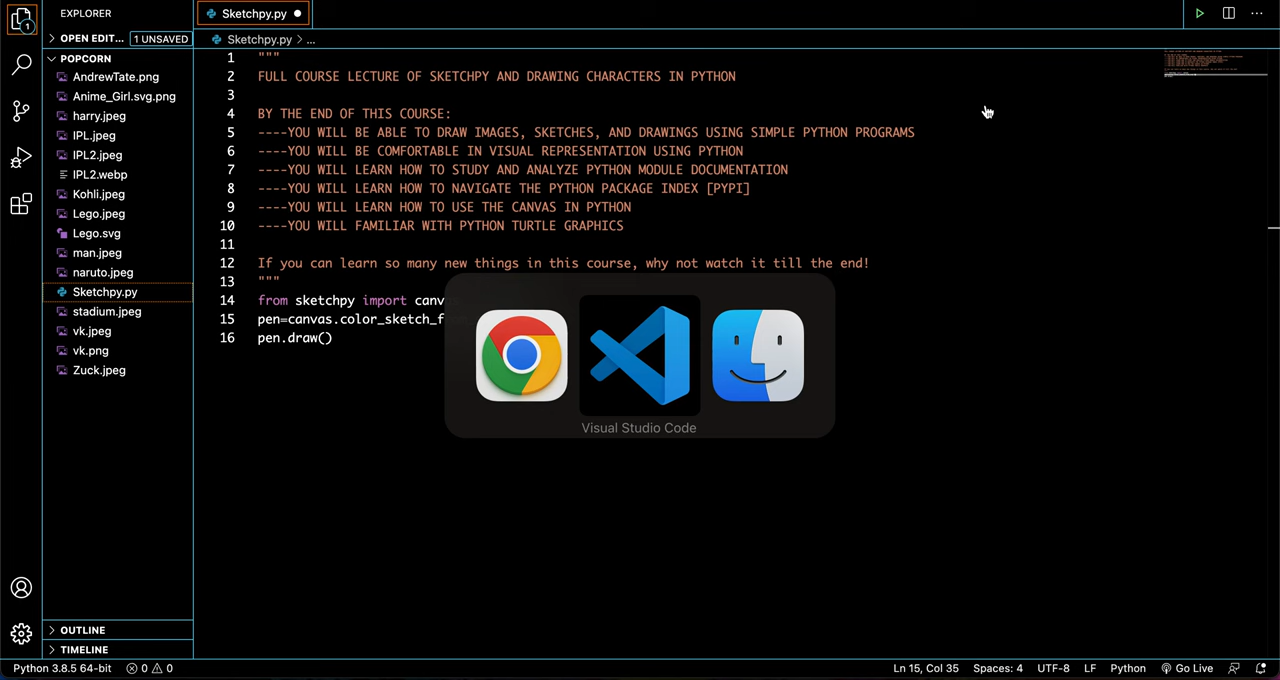 EXPLORER
Sketchpy.py
OPEN EDIT... 1 UNSAVED
Sketchpy.py > ...
POPCORN
AndrewTate.png
Anime_Girl.svg.png
harry.jpeg
IPL.jpeg
IPL2.jpeg
IPL2.webp
Kohli.jpeg
Lego.jpeg
Lego.svg
man.jpeg
naruto.jpeg
Sketchpy.py
stadium.jpeg
vk.jpeg
vk.png
Zuck.jpeg
OUTLINE
TIMELINE
1 """
2 FULL COURSE LECTURE OF SKETCHPY AND DRAWING CHARACTERS IN PYTHON
3
4 BY THE END OF THIS COURSE:
5 ----YOU WILL BE ABLE TO DRAW IMAGES, SKETCHES, AND DRAWINGS USING SIMPLE PYTHON PROGRAMS
6 ----YOU WILL BE COMFORTABLE IN VISUAL REPRESENTATION USING PYTHON
7 ----YOU WILL LEARN HOW TO STUDY AND ANALYZE PYTHON MODULE DOCUMENTATION
8 ----YOU WILL LEARN HOW TO NAVIGATE THE PYTHON PACKAGE INDEX [PYPI]
9 ----YOU WILL LEARN HOW TO USE THE CANVAS IN PYTHON
10 ----YOU WILL FAMILIAR WITH PYTHON TURTLE GRAPHICS
11
12 If you can learn so many new things in this course, why not watch it till the end!
13 """
14 from sketchpy import canv
15 pen=canvas.color_sketch_f
16 pen.draw()
Visual Studio Code
1
Python 3.8.5 64-bit 0 0 Ln 15, Col 35 Spaces: 4 UTF-8 LF Python Go Live